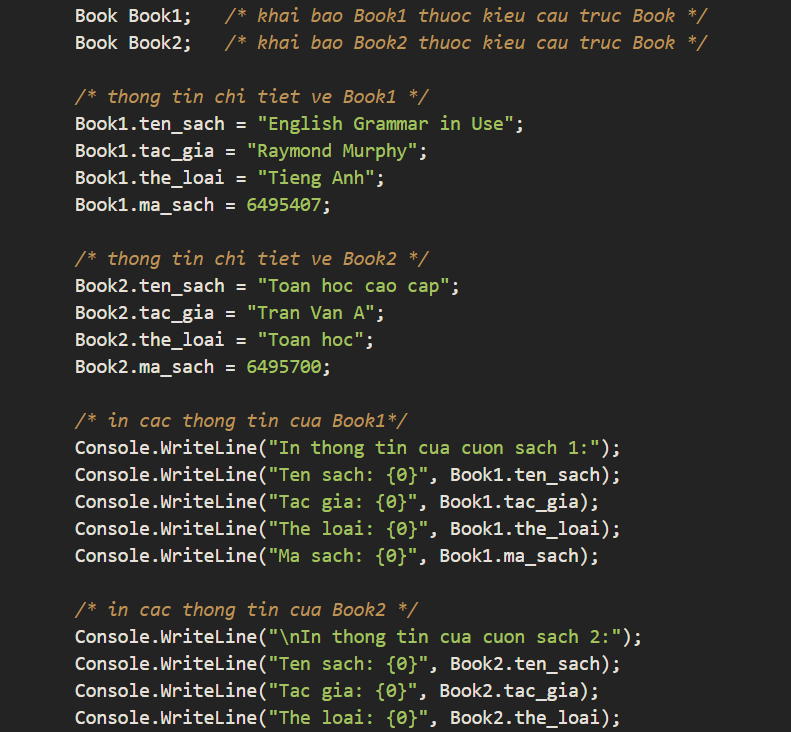 Book Book1;   /* khai bao Book1 thuoc kieu cau truc Book */
Book Book2;   /* khai bao Book2 thuoc kieu cau truc Book */
/* thong tin chi tiet ve Book1 */
Book1.ten_sach = "English Grammar in Use";
Book1.tac_gia = "Raymond Murphy";
Book1.the_loai = "Tieng Anh";
Book1.ma_sach = 6495407;
/* thong tin chi tiet ve Book2 */
Book2.ten_sach = "Toan hoc cao cap";
Book2.tac_gia = "Tran Van A";
Book2.the_loai = "Toan hoc";
Book2.ma_sach = 6495700;
/* in cac thong tin cua Book1*/
Console.WriteLine("In thong tin cua cuon sach 1:");
Console.WriteLine("Ten sach: {0}", Book1.ten_sach);
Console.WriteLine("Tac gia: {0}", Book1.tac_gia);
Console.WriteLine("The loai: {0}", Book1.the_loai);
Console.WriteLine("Ma sach: {0}", Book1.ma_sach);
/* in cac thong tin cua Book2 */
Console.WriteLine("\nIn thong tin cua cuon sach 2:");
Console.WriteLine("Ten sach: {0}", Book2.ten_sach);
Console.WriteLine("Tac gia: {0}", Book2.tac_gia);
Console.WriteLine("The loai: {0}", Book2.the_loai);